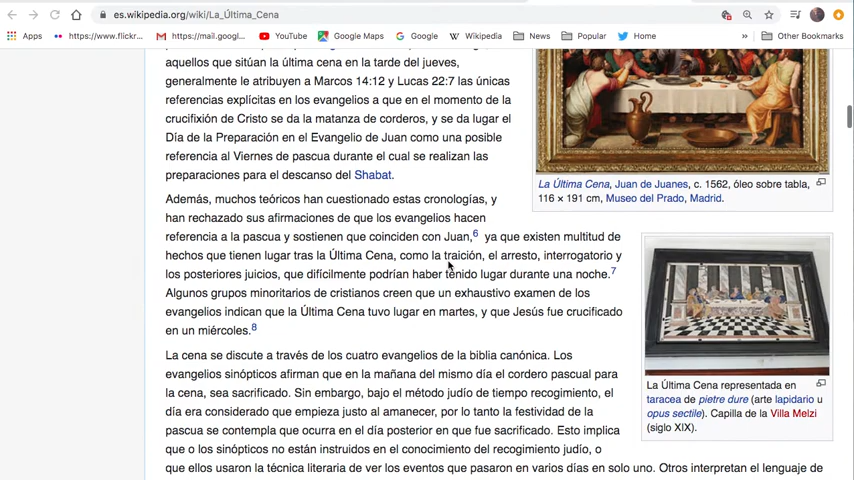 es.wikipedia.org/wiki/La_Última_Cena
Apps
https://www.flickr...
https://mail.googl...
YouTube
Google Maps
Google
Wikipedia
News
Popular
Home
»
Other Bookmarks
aquellos que sitúan la última cena en la tarde del jueves,
generalmente le atribuyen a Marcos 14:12 y Lucas 22:7 las únicas
referencias explícitas en los evangelios a que en el momento de la
crucifixión de Cristo se da la matanza de corderos, y se da lugar el
Día de la Preparación en el Evangelio de Juan como una posible
referencia al Viernes de pascua durante el cual se realizan las
preparaciones para el descanso del Shabat.
Además, muchos teóricos han cuestionado estas cronologías, y
han rechazado sus afirmaciones de que los evangelios hacen
referencia a la pascua y sostienen que coinciden con Juan,6 ya que existen multitud de
hechos que tienen lugar tras la Última Cena, como la traición, el arresto, interrogatorio y
los posteriores juicios, que difícilmente podrían haber tenido lugar durante una noche.7
Algunos grupos minoritarios de cristianos creen que un exhaustivo examen de los
evangelios indican que la Última Cena tuvo lugar en martes, y que Jesús fue crucificado
en un miércoles.8
La cena se discute a través de los cuatro evangelios de la biblia canónica. Los
evangelios sinópticos afirman que en la mañana del mismo día el cordero pascual para
la cena, sea sacrificado. Sin embargo, bajo el método judío de tiempo recogimiento, el
día era considerado que empieza justo al amanecer, por lo tanto la festividad de la
pascua se contempla que ocurra en el día posterior en que fue sacrificado. Esto implica
que o los sinópticos no están instruidos en el conocimiento del recogimiento judío, o
que ellos usaron la técnica literaria de ver los eventos que pasaron en varios días en solo uno. Otros interpretan el lenguaje de
La Última Cena, Juan de Juanes, c. 1562, óleo sobre tabla,
116 × 191 cm, Museo del Prado, Madrid.
La Última Cena representada en
taracea de pietre dure (arte lapidario u
opus sectile). Capilla de la Villa Melzi
(siglo XIX).